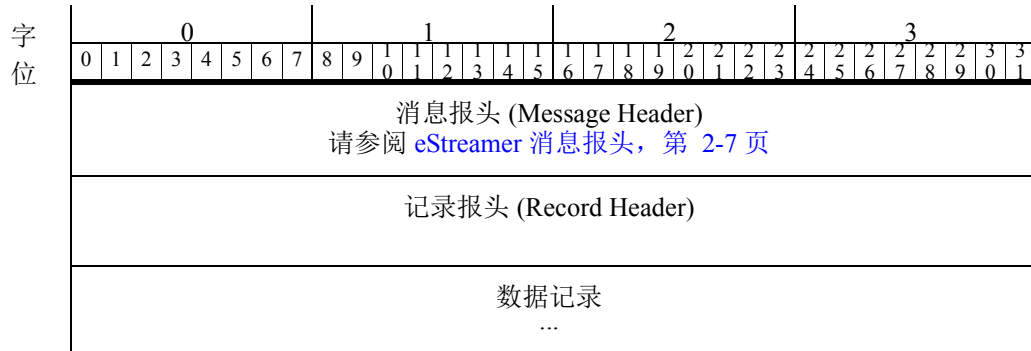 字 0 1 2 3
位 0 1 2 3 4 5 6 7 8 9 10 11 12 13 14 15 16 17 18 19 20 21 22 23 24 25 26 27 28 29 30 31
消息报头 (Message Header)
请参阅 eStreamer 消息报头，第 2-7 页
记录报头 (Record Header)
数据记录
...